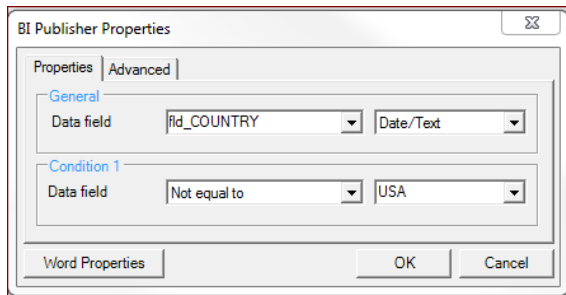 BI Publisher Properties
Properties Advanced
General
Data field fld_COUNTRY Date/Text
Condition 1
Data field Not equal to USA
Word Properties OK Cancel